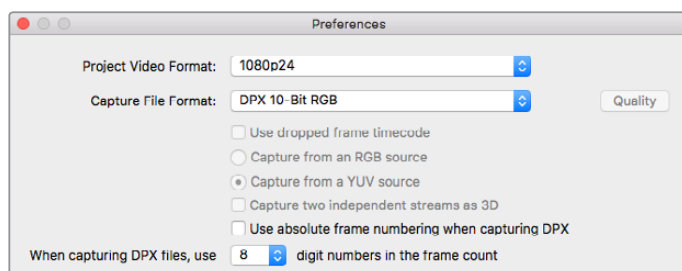 Preferences
Project Video Format: 1080p24
Capture File Format: DPX 10-Bit RGB Quality
Use dropped frame timecode
Capture from an RGB source
Capture from a YUV source
Capture two independent streams as 3D
Use absolute frame numbering when capturing DPX
When capturing DPX files, use 8 digit numbers in the frame count